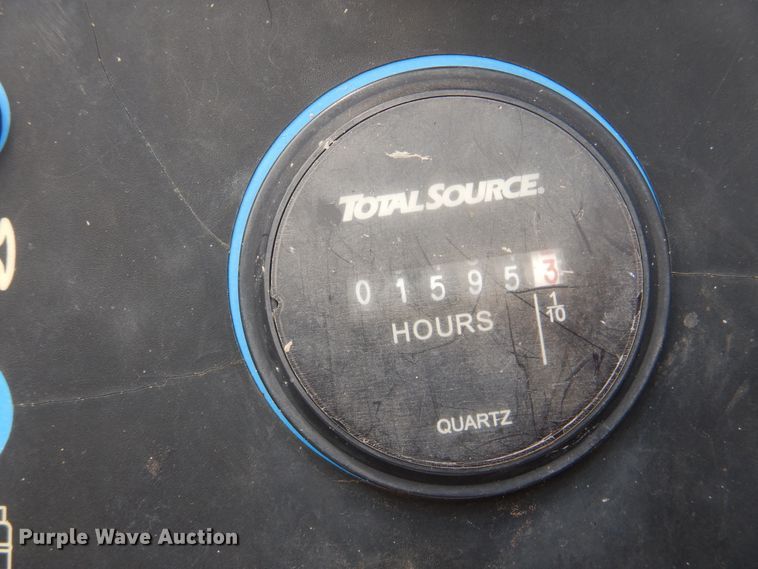 TOTAL SOURCE®
0 1 5 9 5 3
HOURS
1/10
QUARTZ
Purple Wave Auction